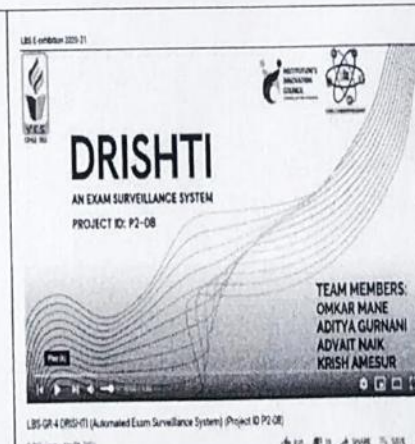 LBS E-exhibition 2020-21
Y.E.S.
INSTITUTION'S
INNOVATION
COUNCIL
DRISHTI
AN EXAM SURVEILLANCE SYSTEM
PROJECT ID: P2-08
TEAM MEMBERS:
OMKAR MANE
ADITYA GURNANI
ADVAIT NAIK
KRISH AMESUR
Play (k)
LBS-GR-4 DRISHTI (Automated Exam Surveillance System) (Project ID P2-08)